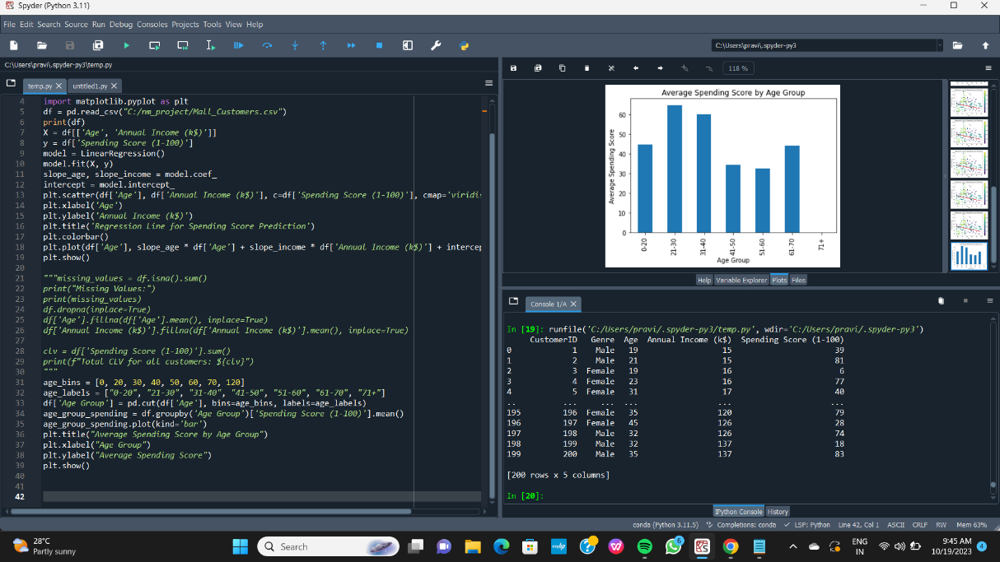 Spyder (Python 3.11)
File Edit Search Source Run Debug Consoles Projects Tools View Help
C:\Users\pravi\.spyder-py3
C:\Users\pravi\.spyder-py3\temp.py
temp.py
untitled1.py
4 import matplotlib.pyplot as plt
5 df = pd.read_csv("C:/nm_project/Mall_Customers.csv")
6 print(df)
7 X = df[['Age', 'Annual Income (k$)']]
8 y = df['Spending Score (1-100)']
9 model = LinearRegression()
10 model.fit(X, y)
11 slope_age, slope_income = model.coef_
12 intercept = model.intercept_
13 plt.scatter(df['Age'], df['Annual Income (k$)'], c=df['Spending Score (1-100)'], cmap='viridis
14 plt.xlabel('Age')
15 plt.ylabel('Annual Income (k$)')
16 plt.title('Regression line for Spending Score Prediction')
17 plt.colorbar()
18 plt.plot(df['Age'], slope_age * df['Age'] + slope_income * df['Annual Income (k$)'] + intercep
19 plt.show()
20
21 """missing_values = df.isna().sum()
22 print("Missing Values:")
23 print(missing_values)
24 df.dropna(inplace=True)
25 df['Age'].fillna(df['Age'].mean(), inplace=True)
26 df['Annual Income (k$)'].fillna(df['Annual Income (k$)'].mean(), inplace=True)
27
28 clv = df['Spending Score (1-100)'].sum()
29 print(f"Total CLV for all customers: ${clv}")
30 """
31 age_bins = [0, 20, 30, 40, 50, 60, 70, 120]
32 age_labels = ["0-20", "21-30", "31-40", "41-50", "51-60", "61-70", "71+"]
33 df['Age Group'] = pd.cut(df['Age'], bins=age_bins, labels=age_labels)
34 age_group_spending = df.groupby('Age Group')['Spending Score (1-100)'].mean()
35 age_group_spending.plot(kind='bar')
36 plt.title("Average Spending Score by Age Group")
37 plt.xlabel("Age Group")
38 plt.ylabel("Average Spending Score")
39 plt.show()
40
41
42
118 %
Average Spending Score by Age Group
Average Spending Score
60
50
40
30
20
10
0
0-20 21-30 31-40 41-50 51-60 61-70 71+
Age Group
Help Variable Explorer Plots Files
Console 1/A
In [19]: runfile('C:/Users/pravi/.spyder-py3/temp.py', wdir='C:/Users/pravi/.spyder-py3')
CustomerID Genre Age Annual Income (k$) Spending Score (1-100)
0 1 Male 19 15 39
1 2 Male 21 15 81
2 3 Female 19 16 6
3 4 Female 23 16 77
4 5 Female 31 17 40
.. ... ... ... ... ...
195 196 Female 35 120 79
196 197 Female 45 126 28
197 198 Male 32 126 74
198 199 Male 32 137 18
199 200 Male 35 137 83
[200 rows x 5 columns]
In [20]:
IPython Console History
conda (Python 3.11.5) Completions: conda LSP: Python Line 42, Col 1 ASCII CRLF RW Mem 63%
28°C
Partly sunny
Search
myhp
6
ENG
IN
9:45 AM
10/19/2023
4